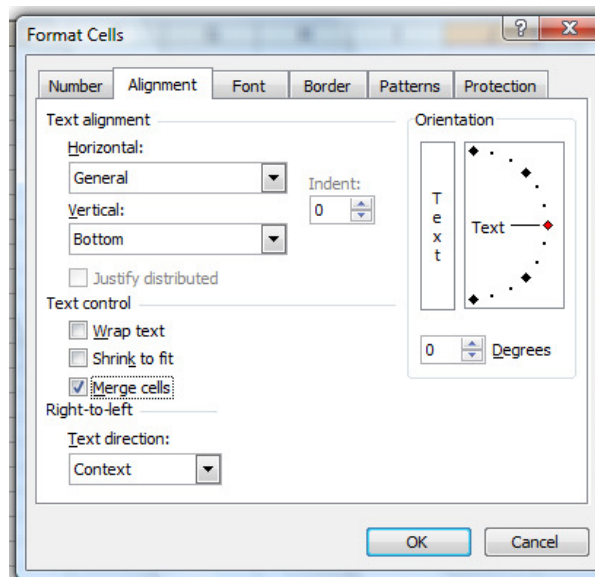 Format Cells
Number Alignment Font Border Patterns Protection
Text alignment
Horizontal:
General
Indent:
0
Vertical:
Bottom
Justify distributed
Text control
Wrap text
Shrink to fit
Merge cells
Right-to-left
Text direction:
Context
Orientation
Text
Text
0 Degrees
OK Cancel